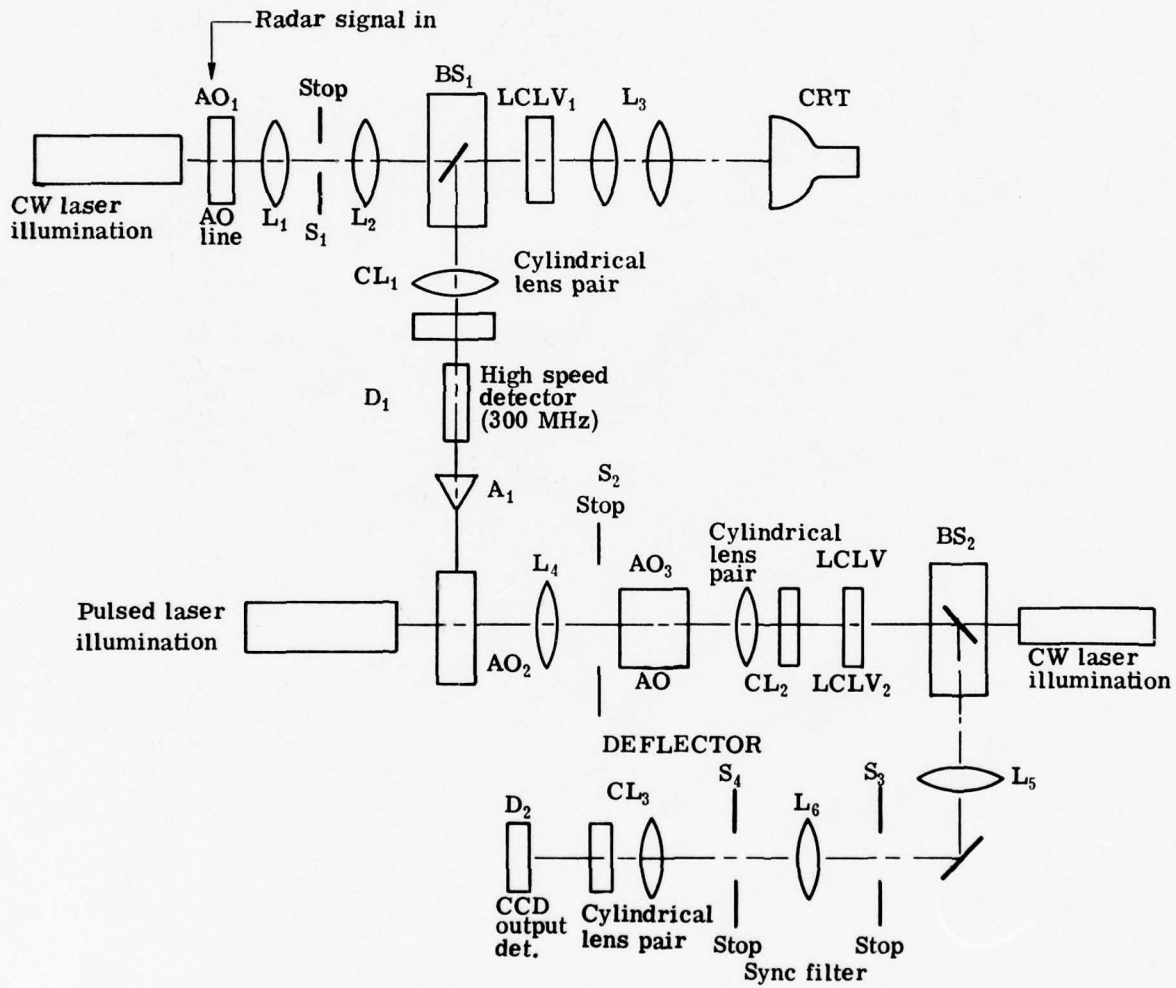 Radar signal in
AO₁
Stop
BS₁
LCLV₁
L₃
CRT
CW laser
illumination
AO
line
L₁
S₁
L₂
CL₁
Cylindrical
lens pair
D₁
High speed
detector
(300 MHz)
A₁
S₂
Stop
Pulsed laser
illumination
AO₂
L₄
AO₃
AO
DEFLECTOR
Cylindrical
lens
pair
CL₂
LCLV
LCLV₂
BS₂
CW laser
illumination
L₅
D₂
CCD
output
det.
CL₃
Cylindrical
lens pair
S₄
Stop
L₆
S₃
Stop
Sync filter